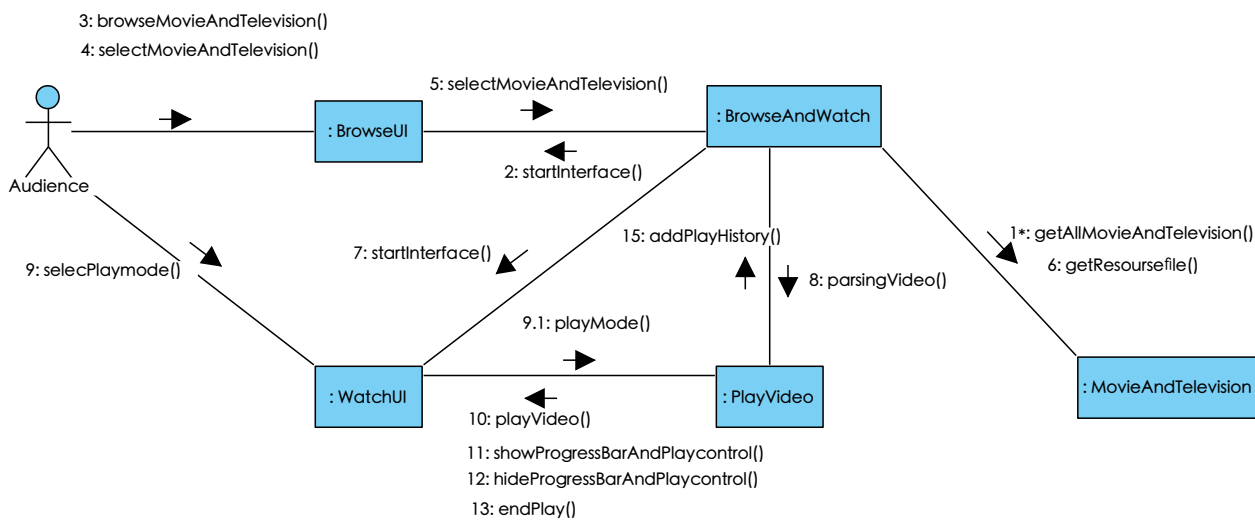 3: browseMovieAndTelevision()
4: selectMovieAndTelevision()
5: selectMovieAndTelevision()
: BrowseUI
: BrowseAndWatch
2: startInterface()
Audience
1*: getAllMovieAndTelevision()
15: addPlayHistory()
7: startInterface()
6: getResoursefile()
9: selecPlaymode()
8: parsingVideo()
9.1: playMode()
: WatchUI
: PlayVideo
: MovieAndTelevision
10: playVideo()
11: showProgressBarAndPlaycontrol()
12: hideProgressBarAndPlaycontrol()
13: endPlay()